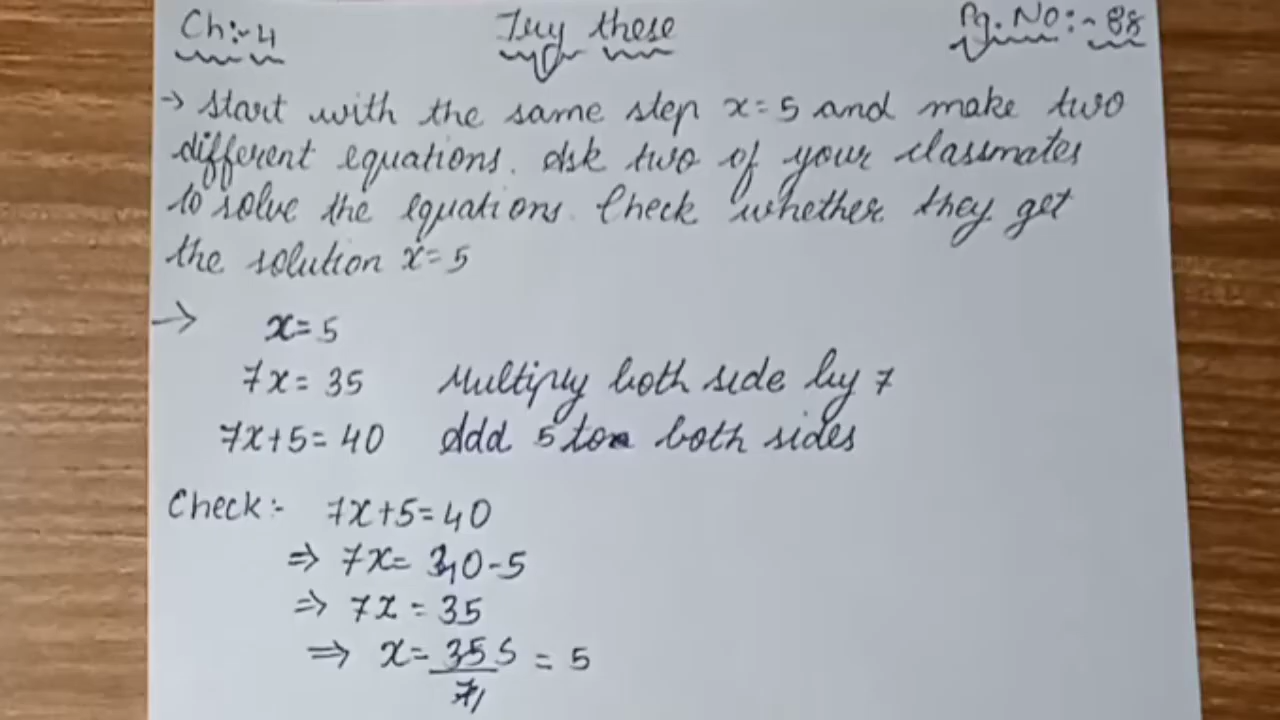 Ch:-4 Try these Pg. No:-88
→ Start with the same step x=5 and make two
different equations. Ask two of your classmates
to solve the equations. Check whether they get
the solution x=5
→ x=5
7x=35 Multiply both side by 7
7x+5=40 Add 5 to both sides
Check:- 7x+5=40
⇒ 7x=40-5
⇒ 7x=35
⇒ x=35 5 = 5
7 1